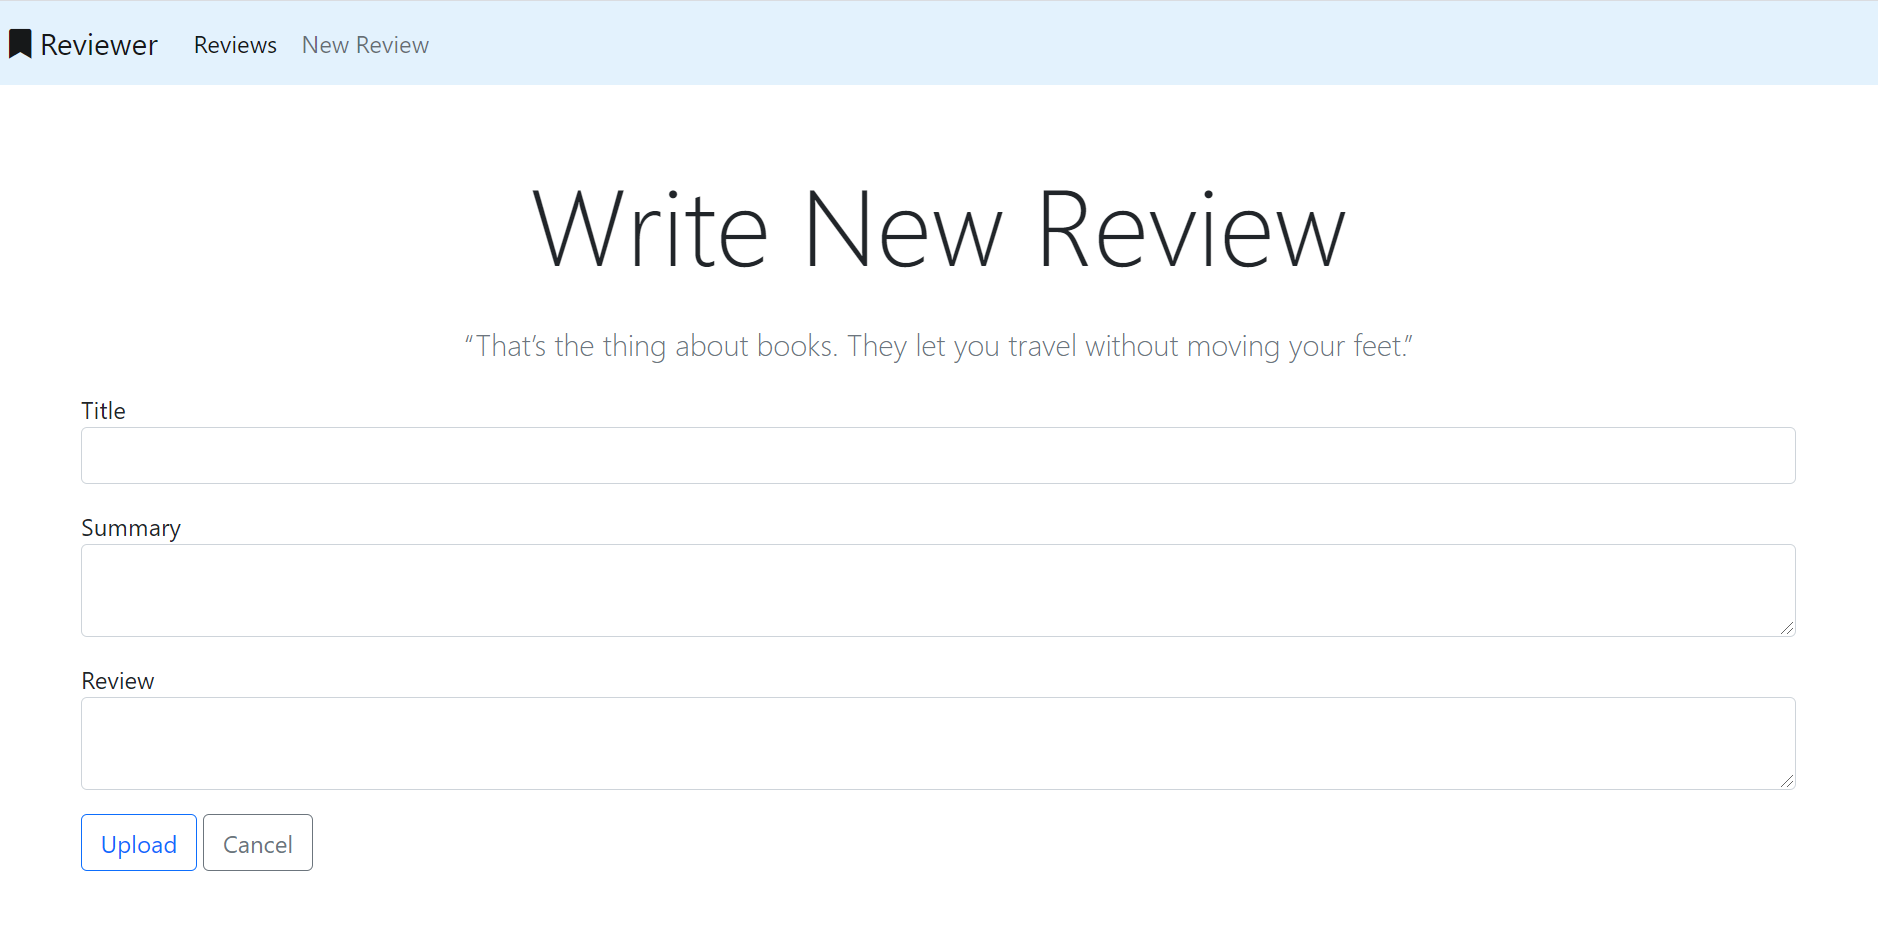 Reviewer Reviews New Review
Write New Review
“That’s the thing about books. They let you travel without moving your feet.”
Title
Summary
Review
Upload Cancel